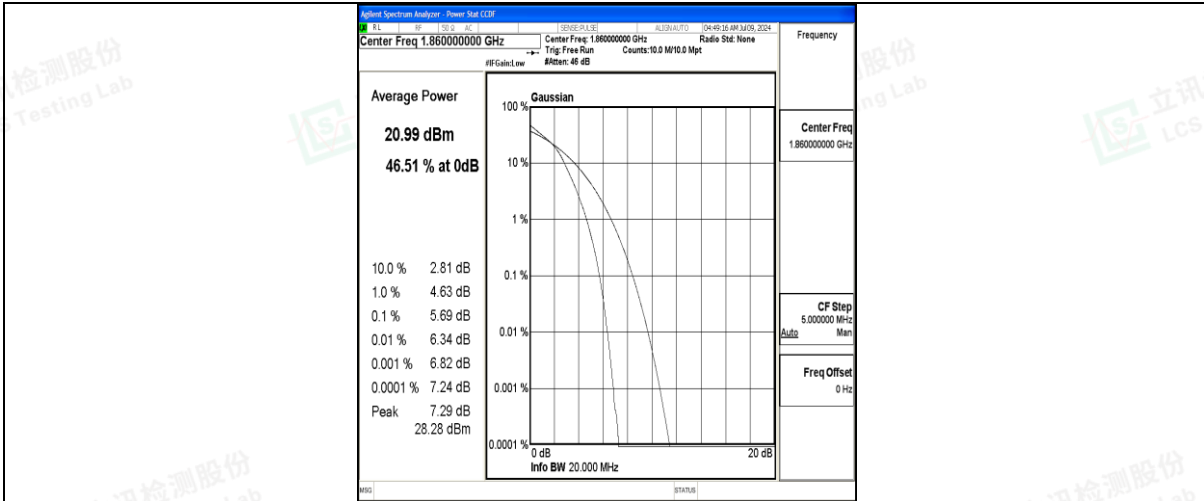 Agilent Spectrum Analyzer - Power Stat CCDF
RL RF 50 Ω AC SENSE:PULSE ALIGN AUTO 04:49:16 AM Jul 09, 2024
Center Freq 1.860000000 GHz
Center Freq: 1.860000000 GHz Radio Std: None
Trig: Free Run Counts:10.0 M/10.0 Mpt
#IFGain:Low #Atten: 46 dB
Frequency
Average Power
20.99 dBm
46.51 % at 0dB
10.0 % 2.81 dB
1.0 % 4.63 dB
0.1 % 5.69 dB
0.01 % 6.34 dB
0.001 % 6.82 dB
0.0001 % 7.24 dB
Peak 7.29 dB
28.28 dBm
Gaussian
100 %
10 %
1 %
0.1 %
0.01 %
0.001 %
0.0001 %
0 dB 20 dB
Info BW 20.000 MHz
Center Freq
1.860000000 GHz
CF Step
5.000000 MHz
Auto Man
Freq Offset
0 Hz
MSG STATUS
讯检测股份
Testing Lab
立讯
LCS
检测股份